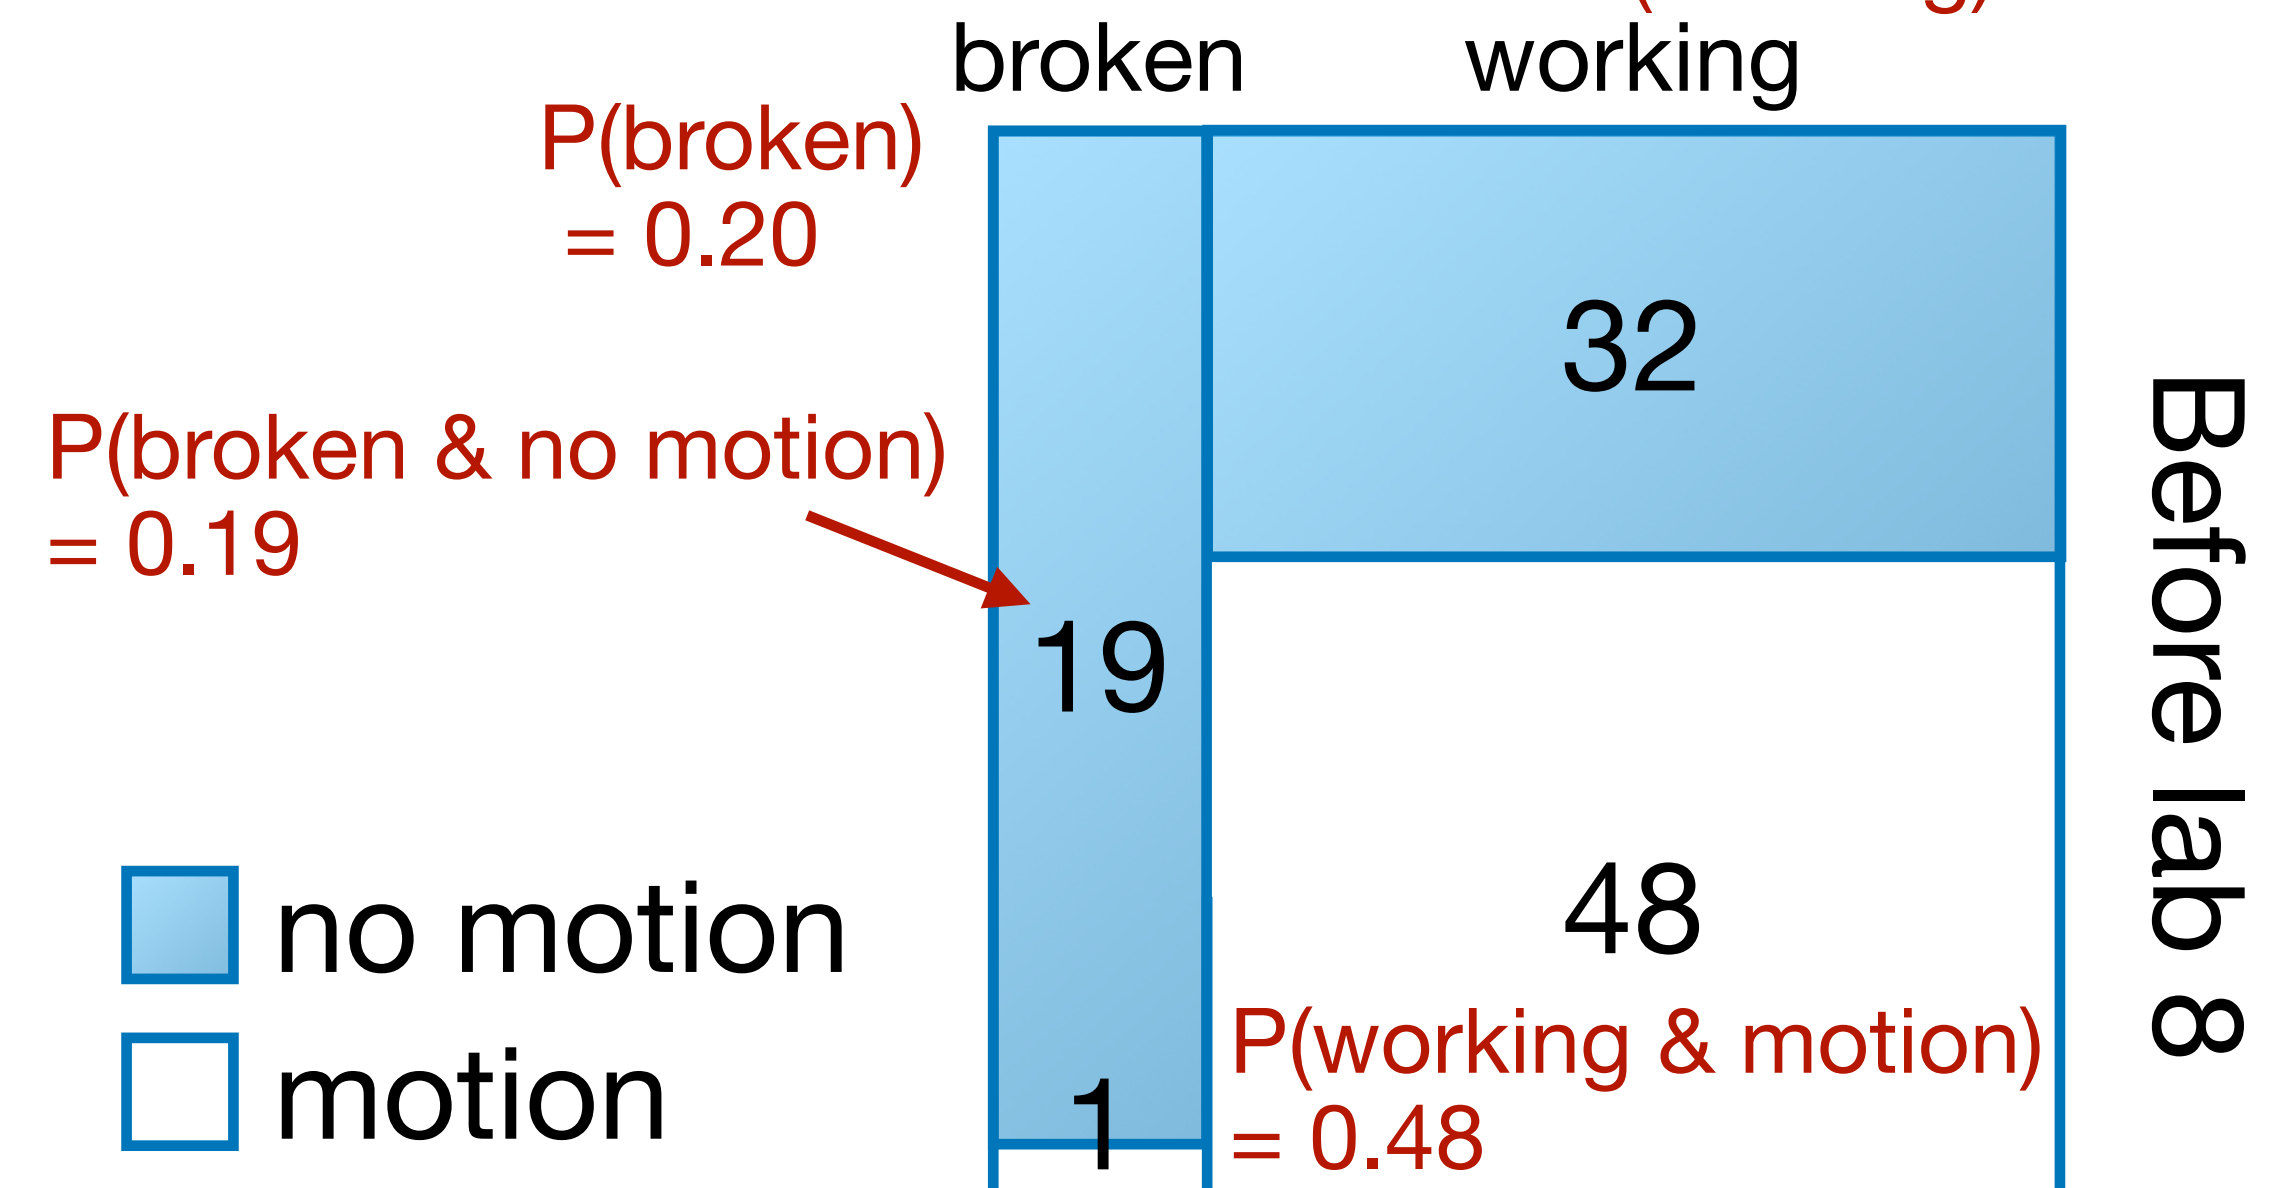 broken working
P(broken)
= 0.20
32
P(broken & no motion)
= 0.19
19
48
no motion
motion
1
P(working & motion)
= 0.48
Before lab 8